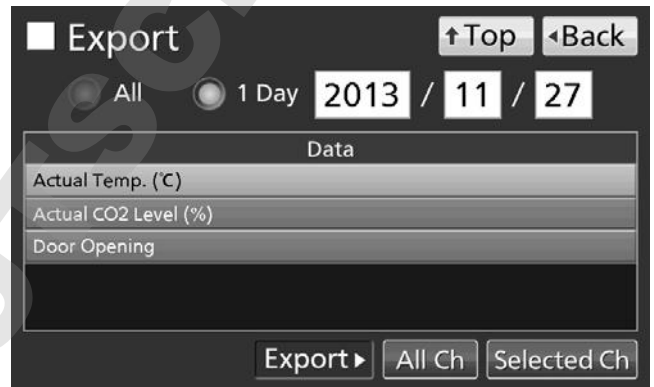 Export
↑Top
◂Back
All
1 Day 2013 / 11 / 27
Data
Actual Temp. (℃)
Actual CO2 Level (%)
Door Opening
Export▸
All Ch
Selected Ch